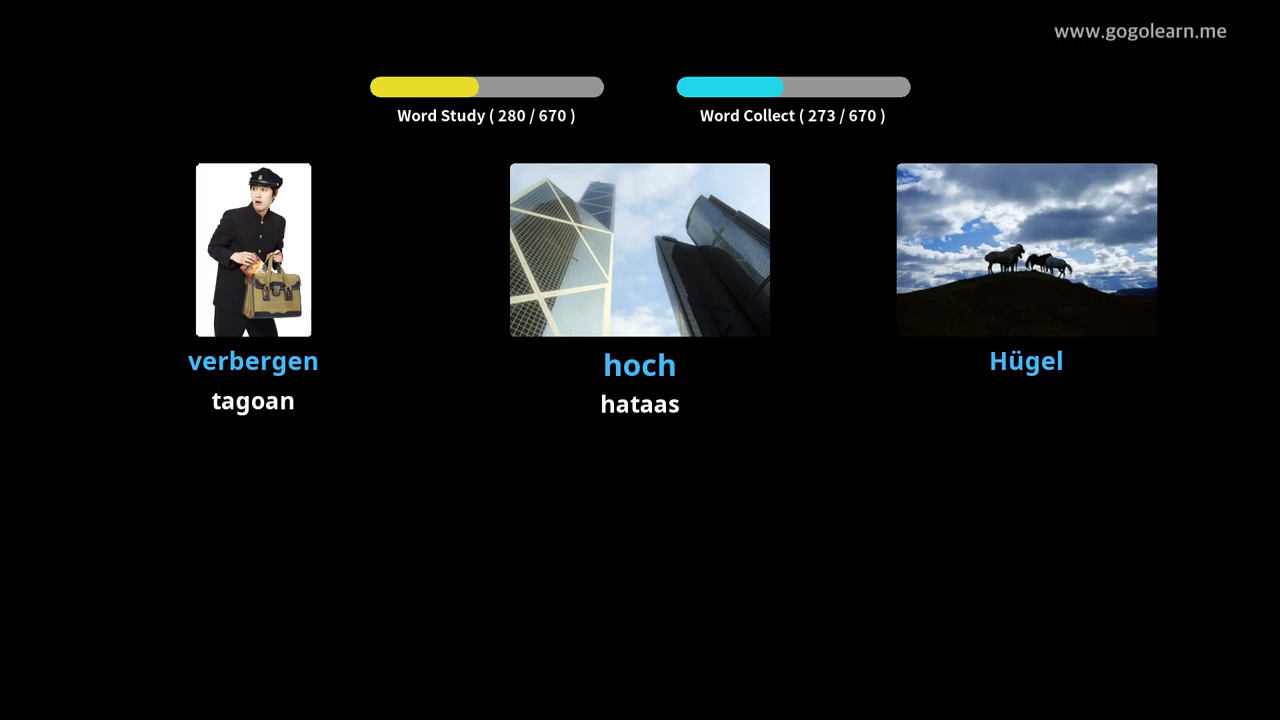 www.gogolearn.me
Word Study ( 280 / 670 )
Word Collect ( 273 / 670 )
verbergen
tagoan
hoch
hataas
Hügel